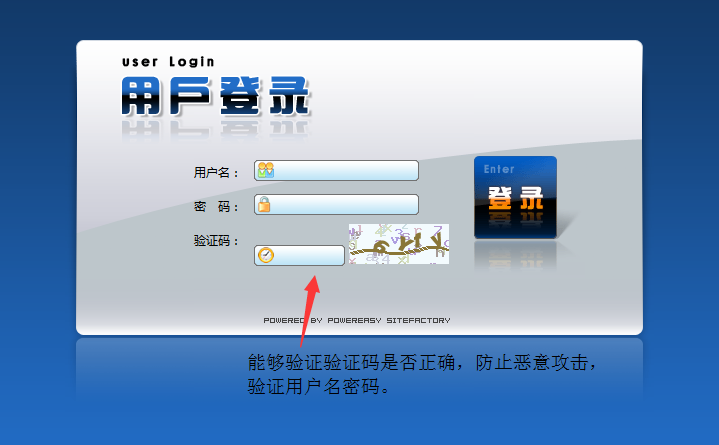 user Login
用户登录
用户名：
密 码：
Enter
登录
验证码：
POWERED BY POWEREASY SITEFACTORY
能够验证验证码是否正确，防止恶意攻击，
验证用户名密码。